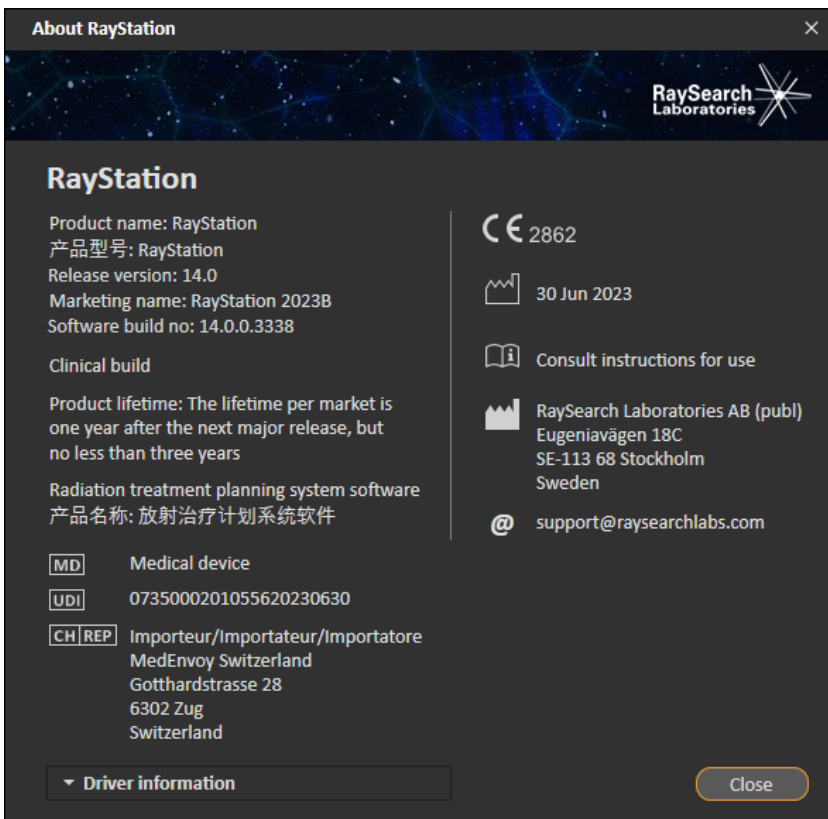 About RayStation
RaySearch
Laboratories
RayStation
Product name: RayStation
产品型号: RayStation
Release version: 14.0
Marketing name: RayStation 2023B
Software build no: 14.0.0.3338
Clinical build
Product lifetime: The lifetime per market is
one year after the next major release, but
no less than three years
Radiation treatment planning system software
产品名称: 放射治疗计划系统软件
MD Medical device
UDI 0735000201055620230630
CH REP Importeur/Importateur/Importatore
MedEnvoy Switzerland
Gotthardstrasse 28
6302 Zug
Switzerland
CE 2862
30 Jun 2023
Consult instructions for use
RaySearch Laboratories AB (publ)
Eugeniavägen 18C
SE-113 68 Stockholm
Sweden
@ support@raysearchlabs.com
Driver information
Close